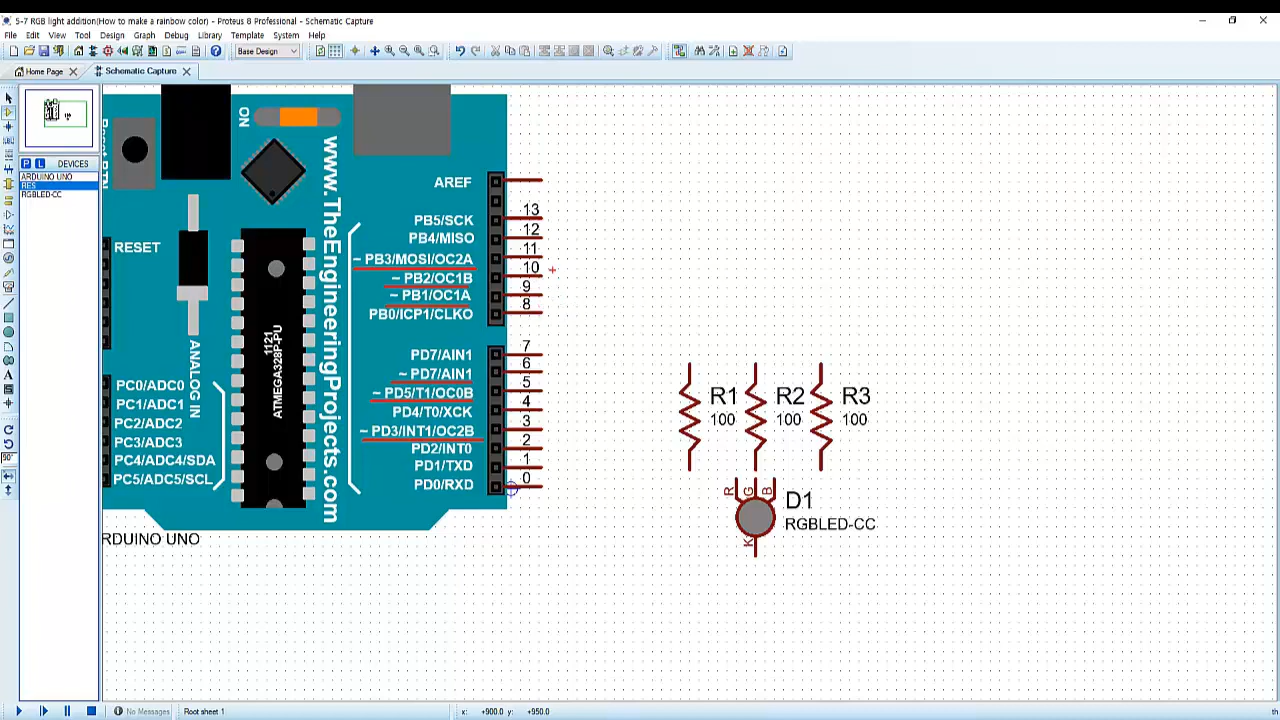 5-7 RGB light addition(How to make a rainbow color) - Proteus 8 Professional - Schematic Capture
File Edit View Tool Design Graph Debug Library Template System Help
Base Design
Home Page
Schematic Capture
P L DEVICES
ARDUINO UNO
RES
RGBLED-CC
ON
www.TheEngineeringProjects.com
RESET
ANALOG IN
1121
ATMEGA328P-PU
PC0/ADC0
PC1/ADC1
PC2/ADC2
PC3/ADC3
PC4/ADC4/SDA
PC5/ADC5/SCL
AREF
PB5/SCK 13
PB4/MISO 12
~ PB3/MOSI/OC2A 11
~ PB2/OC1B 10
~ PB1/OC1A 9
PB0/ICP1/CLKO 8
PD7/AIN1 7
~ PD7/AIN1 6
~ PD5/T1/OC0B 5
PD4/T0/XCK 4
~ PD3/INT1/OC2B 3
PD2/INT0 2
PD1/TXD 1
PD0/RXD 0
RDUINO UNO
R1
100
R2
100
R3
100
R G B
D1
RGBLED-CC
K
90°
No Messages
Root sheet 1
x: +900.0 y: +950.0
th